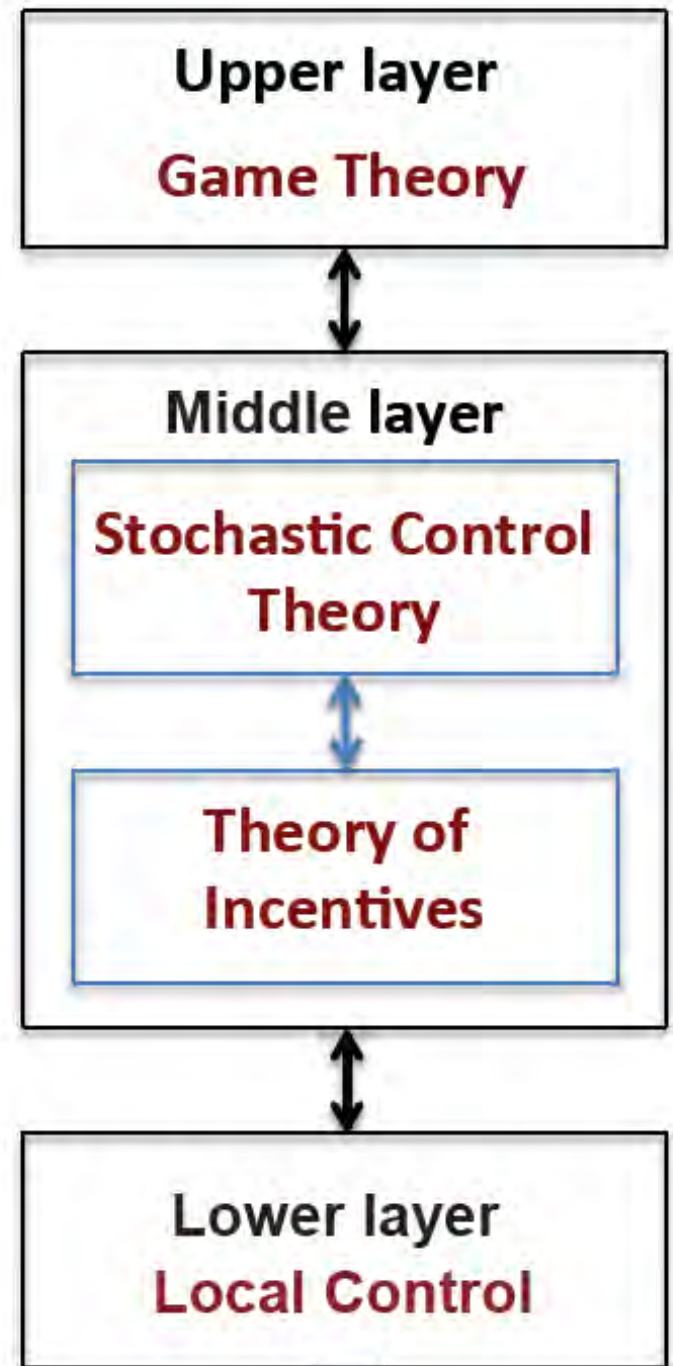 Upper layer
Game Theory
Middle layer
Stochastic Control
Theory
Theory of
Incentives
Lower layer
Local Control